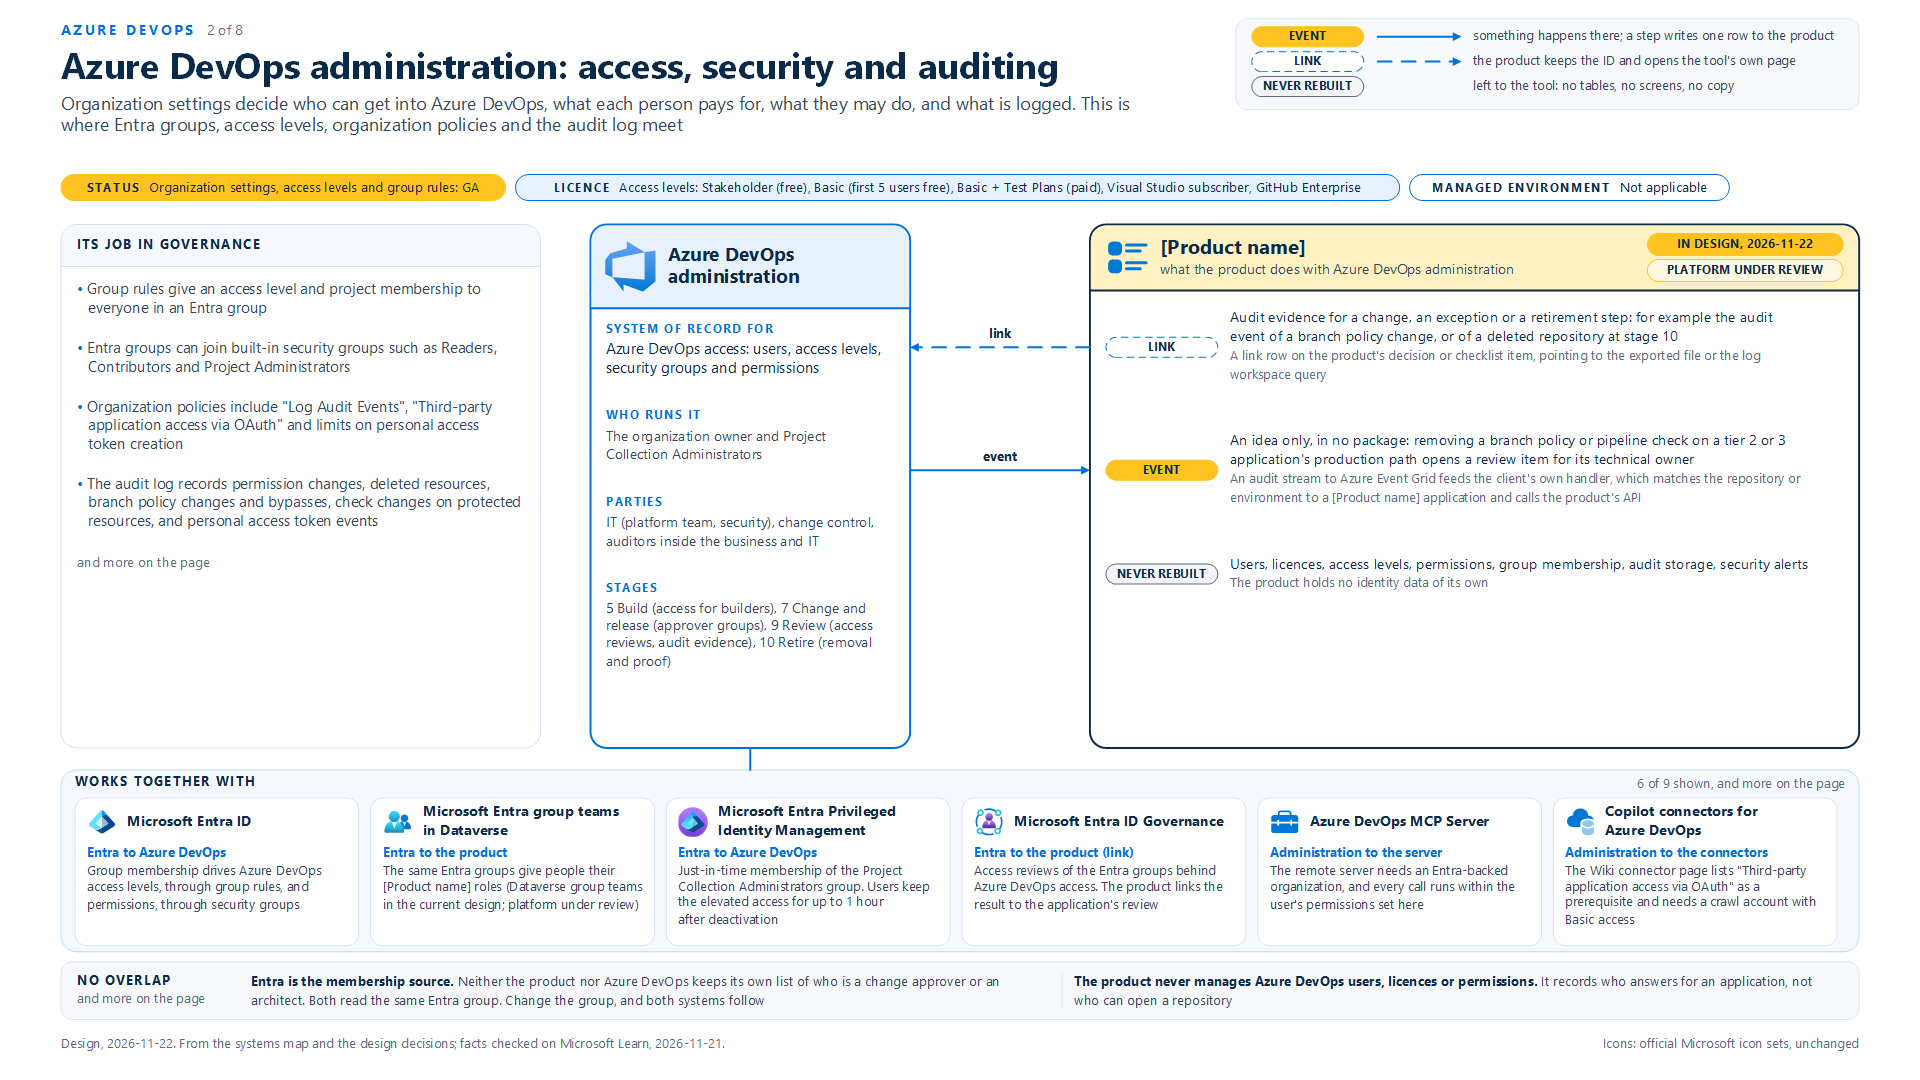 AZURE DEVOPS 2 of 8
Azure DevOps administration: access, security and auditing
Organization settings decide who can get into Azure DevOps, what each person pays for, what they may do, and what is logged. This is
where Entra groups, access levels, organization policies and the audit log meet
EVENT something happens there; a step writes one row to the product
LINK the product keeps the ID and opens the tool's own page
NEVER REBUILT left to the tool: no tables, no screens, no copy
STATUS Organization settings, access levels and group rules: GA
LICENCE Access levels: Stakeholder (free), Basic (first 5 users free), Basic + Test Plans (paid), Visual Studio subscriber, GitHub Enterprise
MANAGED ENVIRONMENT Not applicable
ITS JOB IN GOVERNANCE
• Group rules give an access level and project membership to
everyone in an Entra group
• Entra groups can join built-in security groups such as Readers,
Contributors and Project Administrators
• Organization policies include "Log Audit Events", "Third-party
application access via OAuth" and limits on personal access
token creation
• The audit log records permission changes, deleted resources,
branch policy changes and bypasses, check changes on protected
resources, and personal access token events
and more on the page
Azure DevOps
administration
SYSTEM OF RECORD FOR
Azure DevOps access: users, access levels,
security groups and permissions
WHO RUNS IT
The organization owner and Project
Collection Administrators
PARTIES
IT (platform team, security), change control,
auditors inside the business and IT
STAGES
5 Build (access for builders), 7 Change and
release (approver groups), 9 Review (access
reviews, audit evidence), 10 Retire (removal
and proof)
link
event
[Product name]
what the product does with Azure DevOps administration
IN DESIGN, 2026-11-22
PLATFORM UNDER REVIEW
LINK
Audit evidence for a change, an exception or a retirement step: for example the audit
event of a branch policy change, or of a deleted repository at stage 10
A link row on the product's decision or checklist item, pointing to the exported file or the log
workspace query
EVENT
An idea only, in no package: removing a branch policy or pipeline check on a tier 2 or 3
application's production path opens a review item for its technical owner
An audit stream to Azure Event Grid feeds the client's own handler, which matches the repository or
environment to a [Product name] application and calls the product's API
NEVER REBUILT
Users, licences, access levels, permissions, group membership, audit storage, security alerts
The product holds no identity data of its own
WORKS TOGETHER WITH
6 of 9 shown, and more on the page
Microsoft Entra ID
Entra to Azure DevOps
Group membership drives Azure DevOps
access levels, through group rules, and
permissions, through security groups
Microsoft Entra group teams
in Dataverse
Entra to the product
The same Entra groups give people their
[Product name] roles (Dataverse group teams
in the current design; platform under review)
Microsoft Entra Privileged
Identity Management
Entra to Azure DevOps
Just-in-time membership of the Project
Collection Administrators group. Users keep
the elevated access for up to 1 hour
after deactivation
Microsoft Entra ID Governance
Entra to the product (link)
Access reviews of the Entra groups behind
Azure DevOps access. The product links the
result to the application's review
Azure DevOps MCP Server
Administration to the server
The remote server needs an Entra-backed
organization, and every call runs within the
user's permissions set here
Copilot connectors for
Azure DevOps
Administration to the connectors
The Wiki connector page lists "Third-party
application access via OAuth" as a
prerequisite and needs a crawl account with
Basic access
NO OVERLAP
and more on the page
Entra is the membership source. Neither the product nor Azure DevOps keeps its own list of who is a change approver or an
architect. Both read the same Entra group. Change the group, and both systems follow
The product never manages Azure DevOps users, licences or permissions. It records who answers for an application, not
who can open a repository
Design, 2026-11-22. From the systems map and the design decisions; facts checked on Microsoft Learn, 2026-11-21.
Icons: official Microsoft icon sets, unchanged